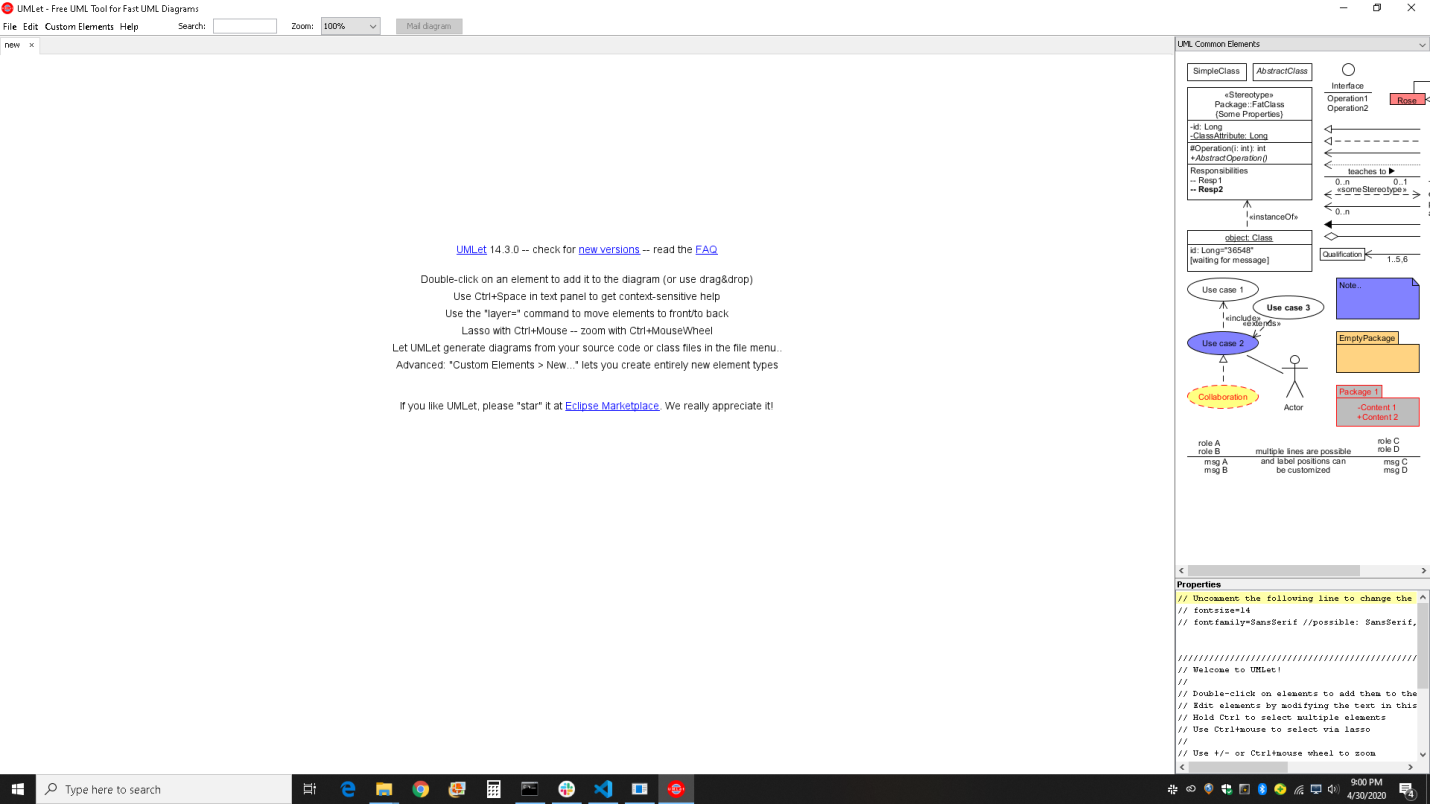 UMLet - Free UML Tool for Fast UML Diagrams
File Edit Custom Elements Help Search: Zoom: 100% Mail diagram
new
UML Common Elements
UMLet 14.3.0 -- check for new versions -- read the FAQ
Double-click on an element to add it to the diagram (or use drag&drop)
Use Ctrl+Space in text panel to get context-sensitive help
Use the "layer=" command to move elements to front/to back
Lasso with Ctrl+Mouse -- zoom with Ctrl+MouseWheel
Let UMLet generate diagrams from your source code or class files in the file menu..
Advanced: "Custom Elements > New..." lets you create entirely new element types
If you like UMLet, please "star" it at Eclipse Marketplace. We really appreciate it!
SimpleClass
AbstractClass
Interface
Operation1
Operation2
Rose
«Stereotype»
Package::FatClass
{Some Properties}
-id: Long
-ClassAttribute: Long
#Operation(i: int): int
+AbstractOperation()
Responsibilities
-- Resp1
-- Resp2
teaches to
0..n 0..1
«someStereotype»
0..n
«instanceOf»
object: Class
id: Long="36548"
[waiting for message]
Qualification
1..5,6
Use case 1
Use case 3
«include»
«extends»
Use case 2
Collaboration
Actor
Note..
EmptyPackage
Package 1
-Content 1
+Content 2
role A
role B
msg A
msg B
multiple lines are possible
and label positions can
be customized
role C
role D
msg C
msg D
Properties
// Uncomment the following line to change the
// fontsize=14
// fontfamily=SansSerif //possible: SansSerif,
//////////////////////////////////////////////
// Welcome to UMLet!
//
// Double-click on elements to add them to the
// Edit elements by modifying the text in this
// Hold Ctrl to select multiple elements
// Use Ctrl+mouse to select via lasso
//
// Use +/- or Ctrl+mouse wheel to zoom
Type here to search
9:00 PM
4/30/2020
4